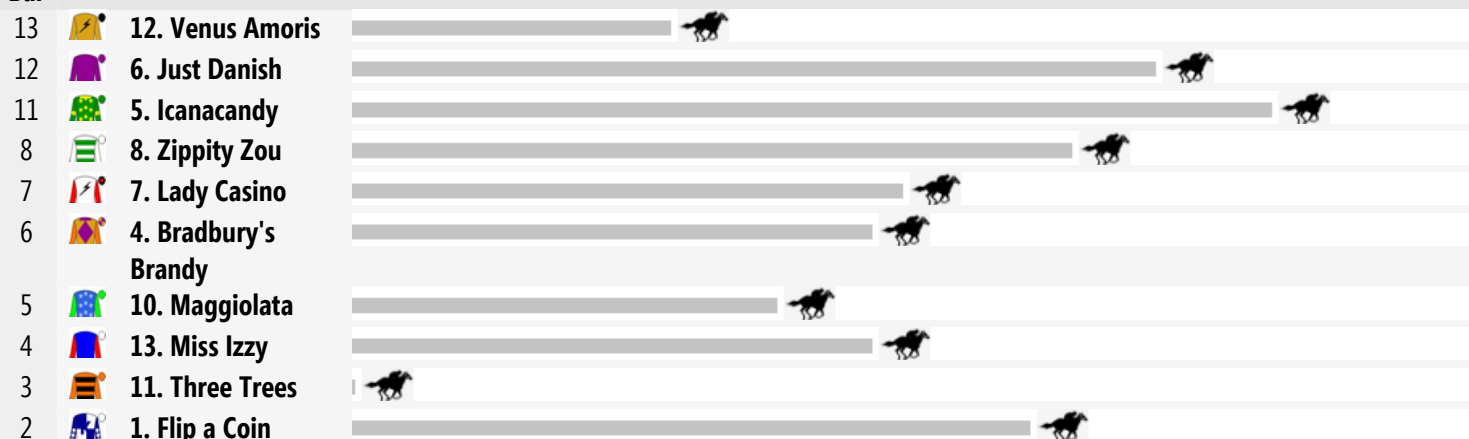 13 12. Venus Amoris
12 6. Just Danish
11 5. Icanacandy
8 8. Zippity Zou
7 7. Lady Casino
6 4. Bradbury's
Brandy
5 10. Maggiolata
4 13. Miss Izzy
3 11. Three Trees
2 1. Flip a Coin